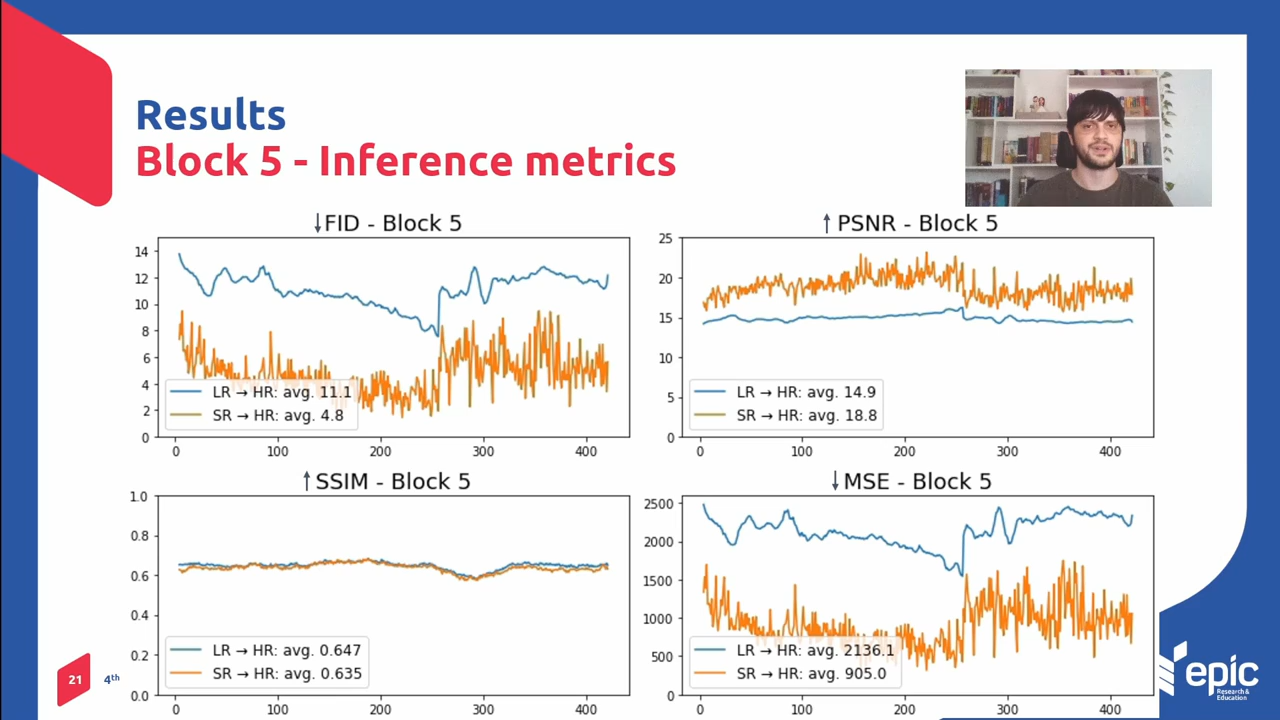 Results
Block 5 - Inference metrics
↓FID - Block 5
14
12
10
8
6
4
2
0
LR → HR: avg. 11.1
SR → HR: avg. 4.8
0 100 200 300 400
↑ PSNR - Block 5
25
20
15
10
5
0
LR → HR: avg. 14.9
SR → HR: avg. 18.8
0 100 200 300 400
↑SSIM - Block 5
1.0
0.8
0.6
0.4
0.2
0.0
LR → HR: avg. 0.647
SR → HR: avg. 0.635
0 100 200 300 400
↓MSE - Block 5
2500
2000
1500
1000
500
0
LR → HR: avg. 2136.1
SR → HR: avg. 905.0
0 100 200 300 400
21 4th
epic
Research &
Education